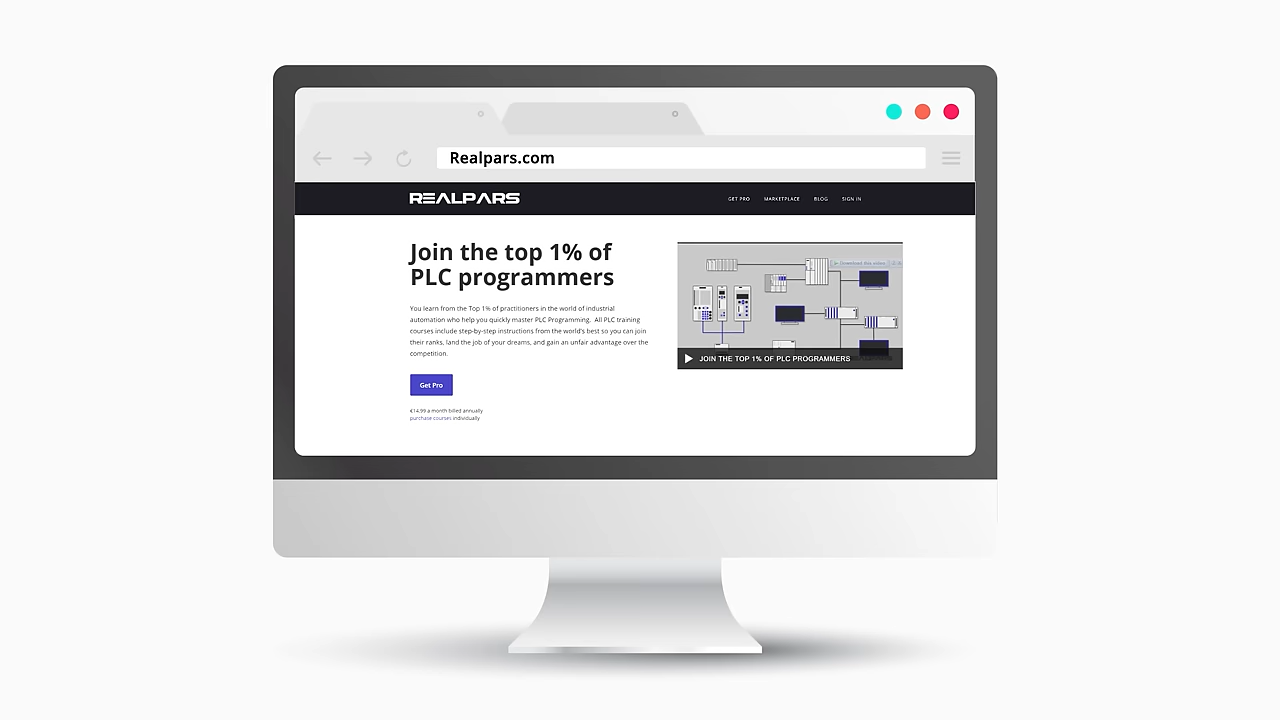 Realpars.com
REALPARS
GET PRO MARKETPLACE BLOG SIGN IN
Join the top 1% of
PLC programmers
You learn from the Top 1% of practitioners in the world of industrial
automation who help you quickly master PLC Programming. All PLC training
courses include step-by-step instructions from the world's best so you can join
their ranks, land the job of your dreams, and gain an unfair advantage over the
competition.
Get Pro
€14.99 a month billed annually
purchase courses individually
Download this video
JOIN THE TOP 1% OF PLC PROGRAMMERS